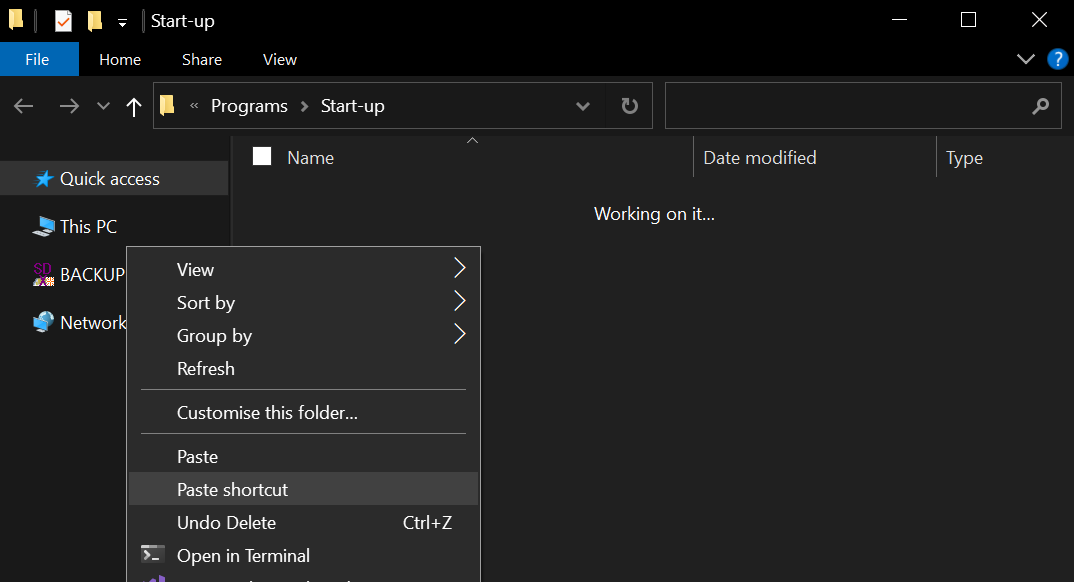 Start-up
File Home Share View ?
« Programs > Start-up
Name Date modified Type
Quick access
Working on it...
This PC
BACKUP
Network
View
Sort by
Group by
Refresh
Customise this folder...
Paste
Paste shortcut
Undo Delete Ctrl+Z
Open in Terminal